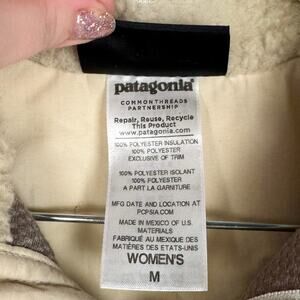 patagonia
COMMONTHREADS
PARTNERSHIP
Repair, Reuse, Recycle
This Product
www.patagonia.com
100% POLYESTER INSULATION
100% POLYESTER
EXCLUSIVE OF TRIM
100% POLYESTER ISOLANT
100% POLYESTER
A PART LA GARNITURE
MFG DATE AND LOCATION AT
PCPSIA.COM
MADE IN MEXICO OF U.S.
MATERIALS
FABRIQUÉ AU MEXIQUE DES
MATIÈRES DES ETATS-UNIS
WOMEN'S
M